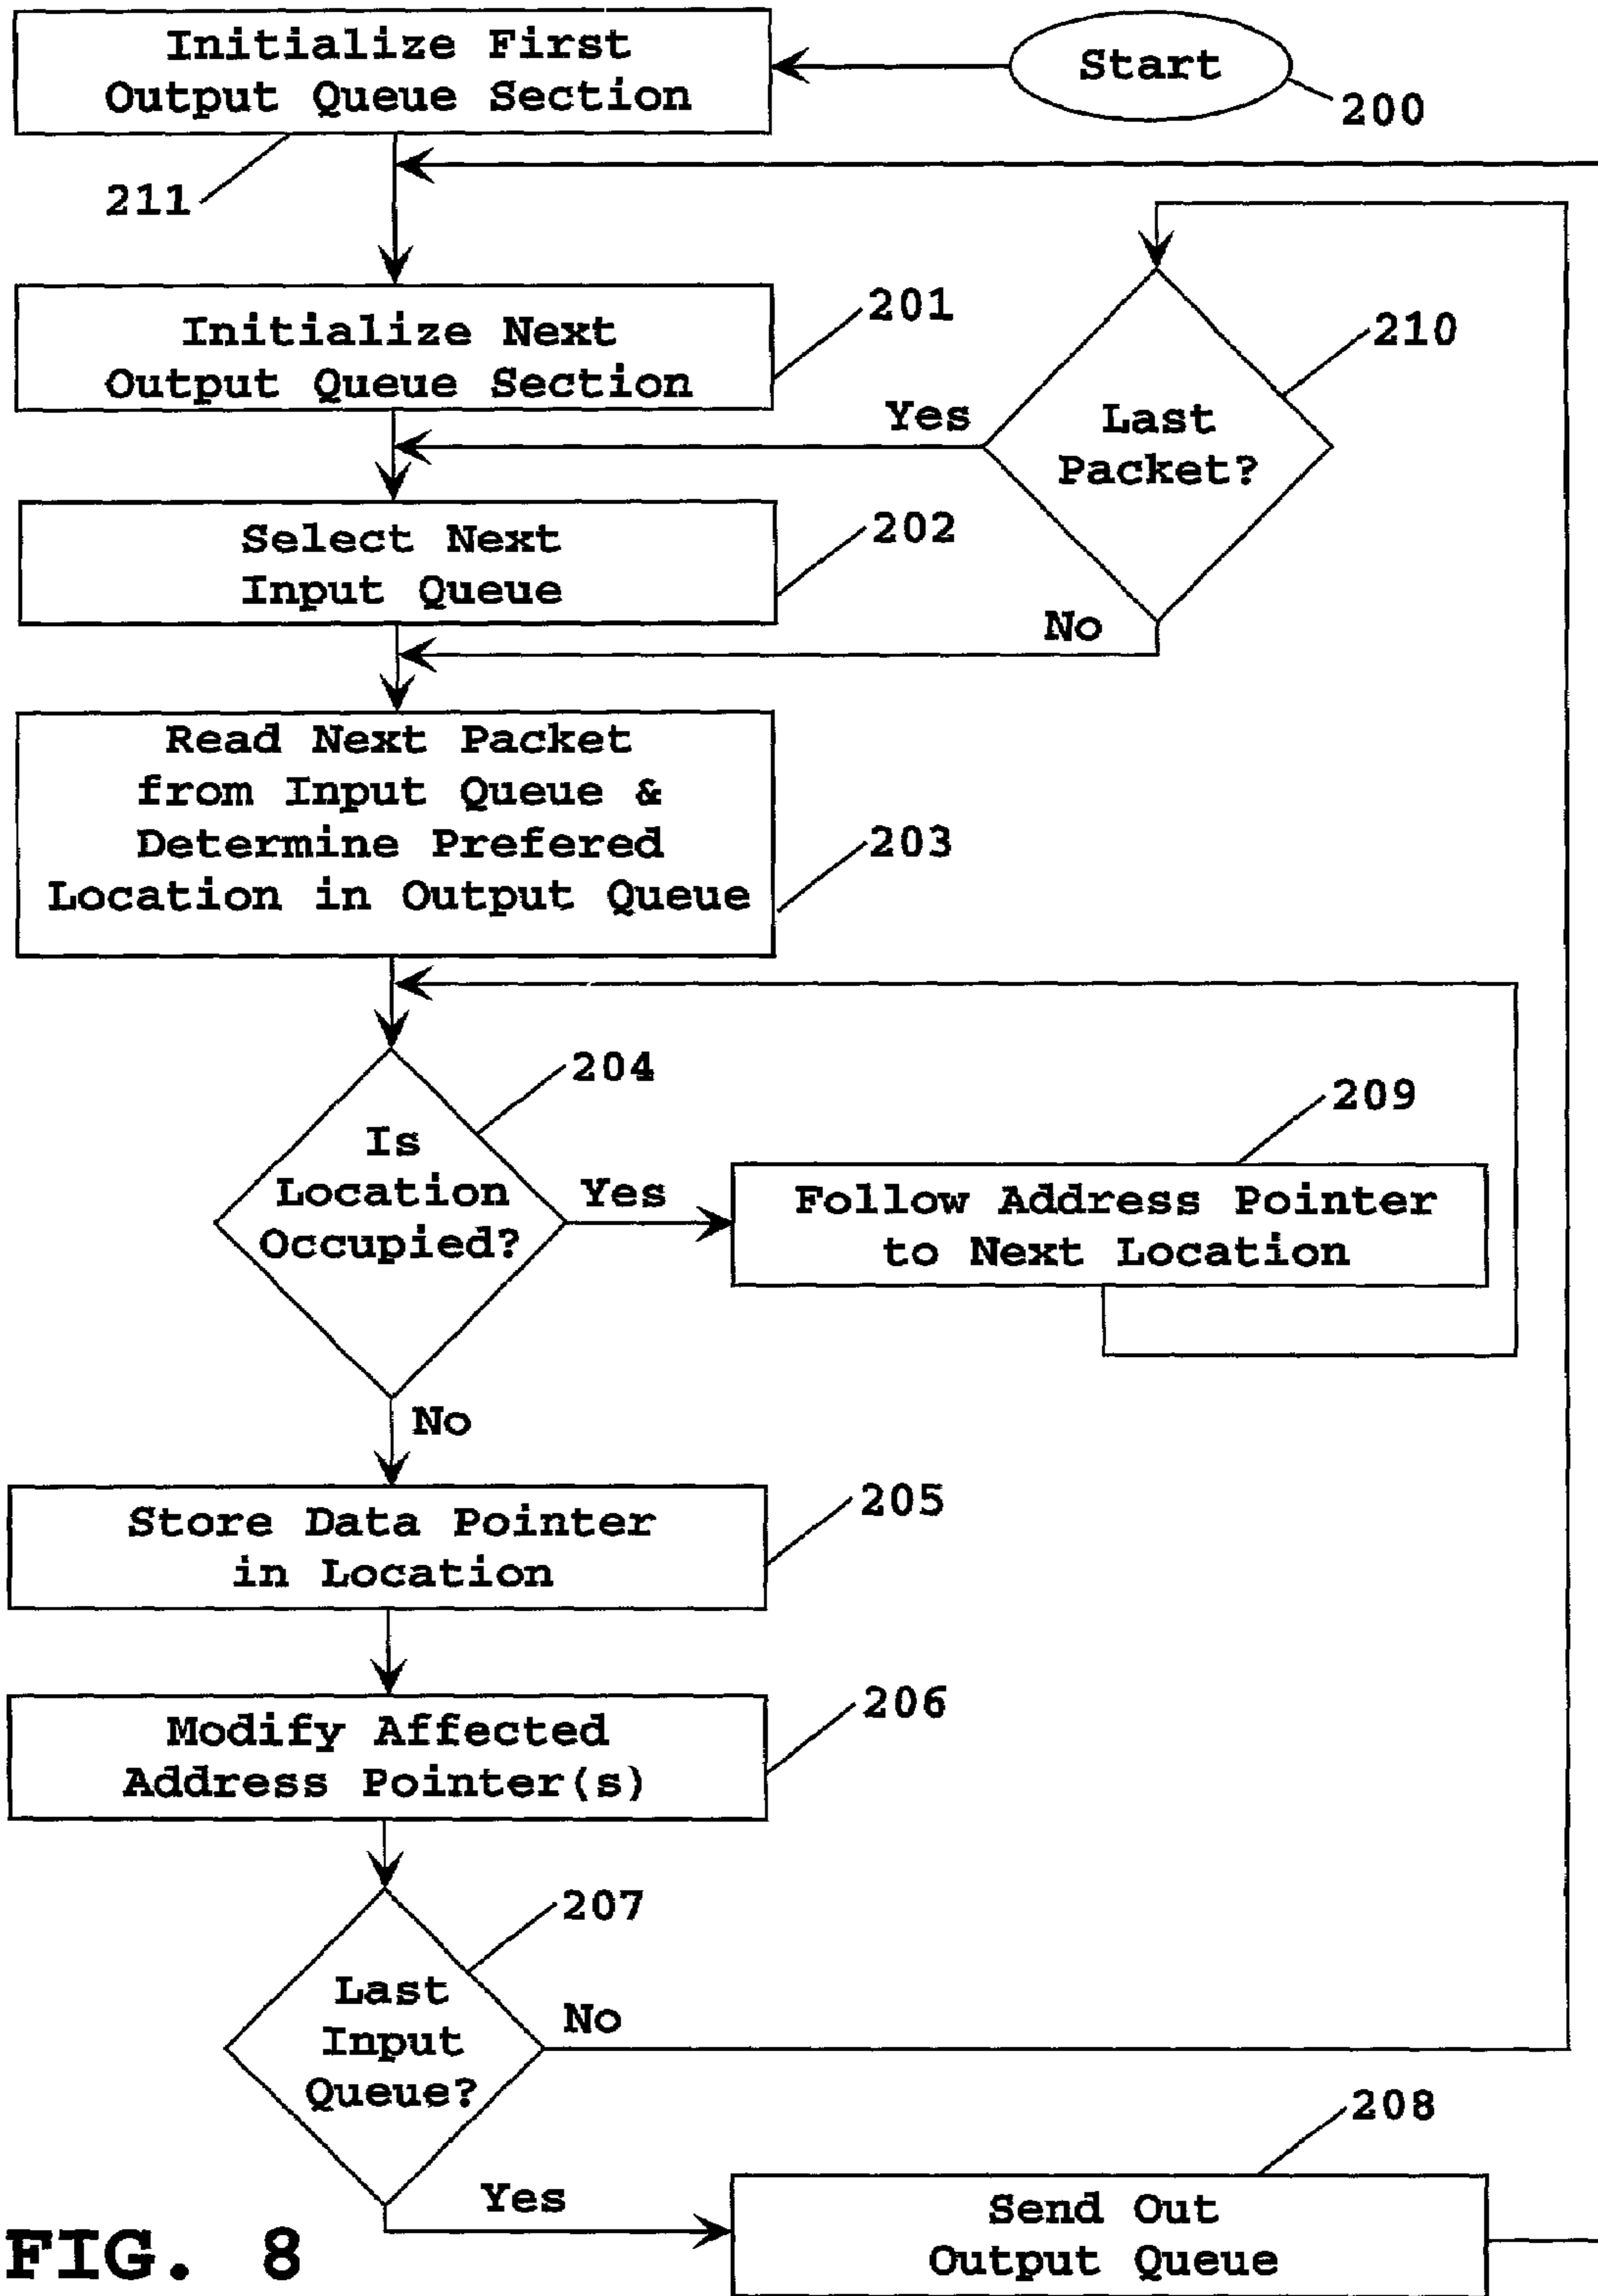 Initialize First
Output Queue Section
Start
200
211
Initialize Next
Output Queue Section
201
210
Yes
Last
Packet?
Select Next
Input Queue
202
No
Read Next Packet
from Input Queue &
Determine Prefered
Location in Output Queue
203
204
Is
Location
Occupied?
Yes
209
Follow Address Pointer
to Next Location
No
Store Data Pointer
in Location
205
Modify Affected
Address Pointer(s)
206
207
Last
Input
Queue?
No
208
Yes
Send Out
Output Queue
FIG. 8